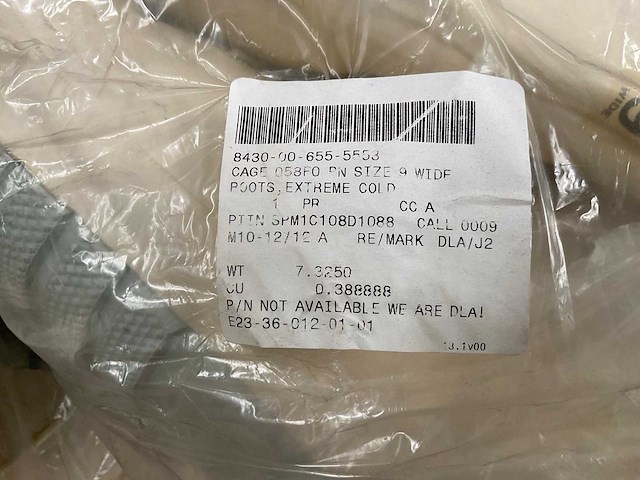 8430-00-655-5553
CAGE 058F0 PN SIZE 9 WIDE
BOOTS, EXTREME COLD
1 PR CC A
PIIN SPM1C108D1088 CALL 0009
M10-12/12 A RE/MARK DLA/J2
WT 7.3250
CU 0.388888
P/N NOT AVAILABLE WE ARE DLA!
E23-36-012-01-01
13.1v00
WIDE